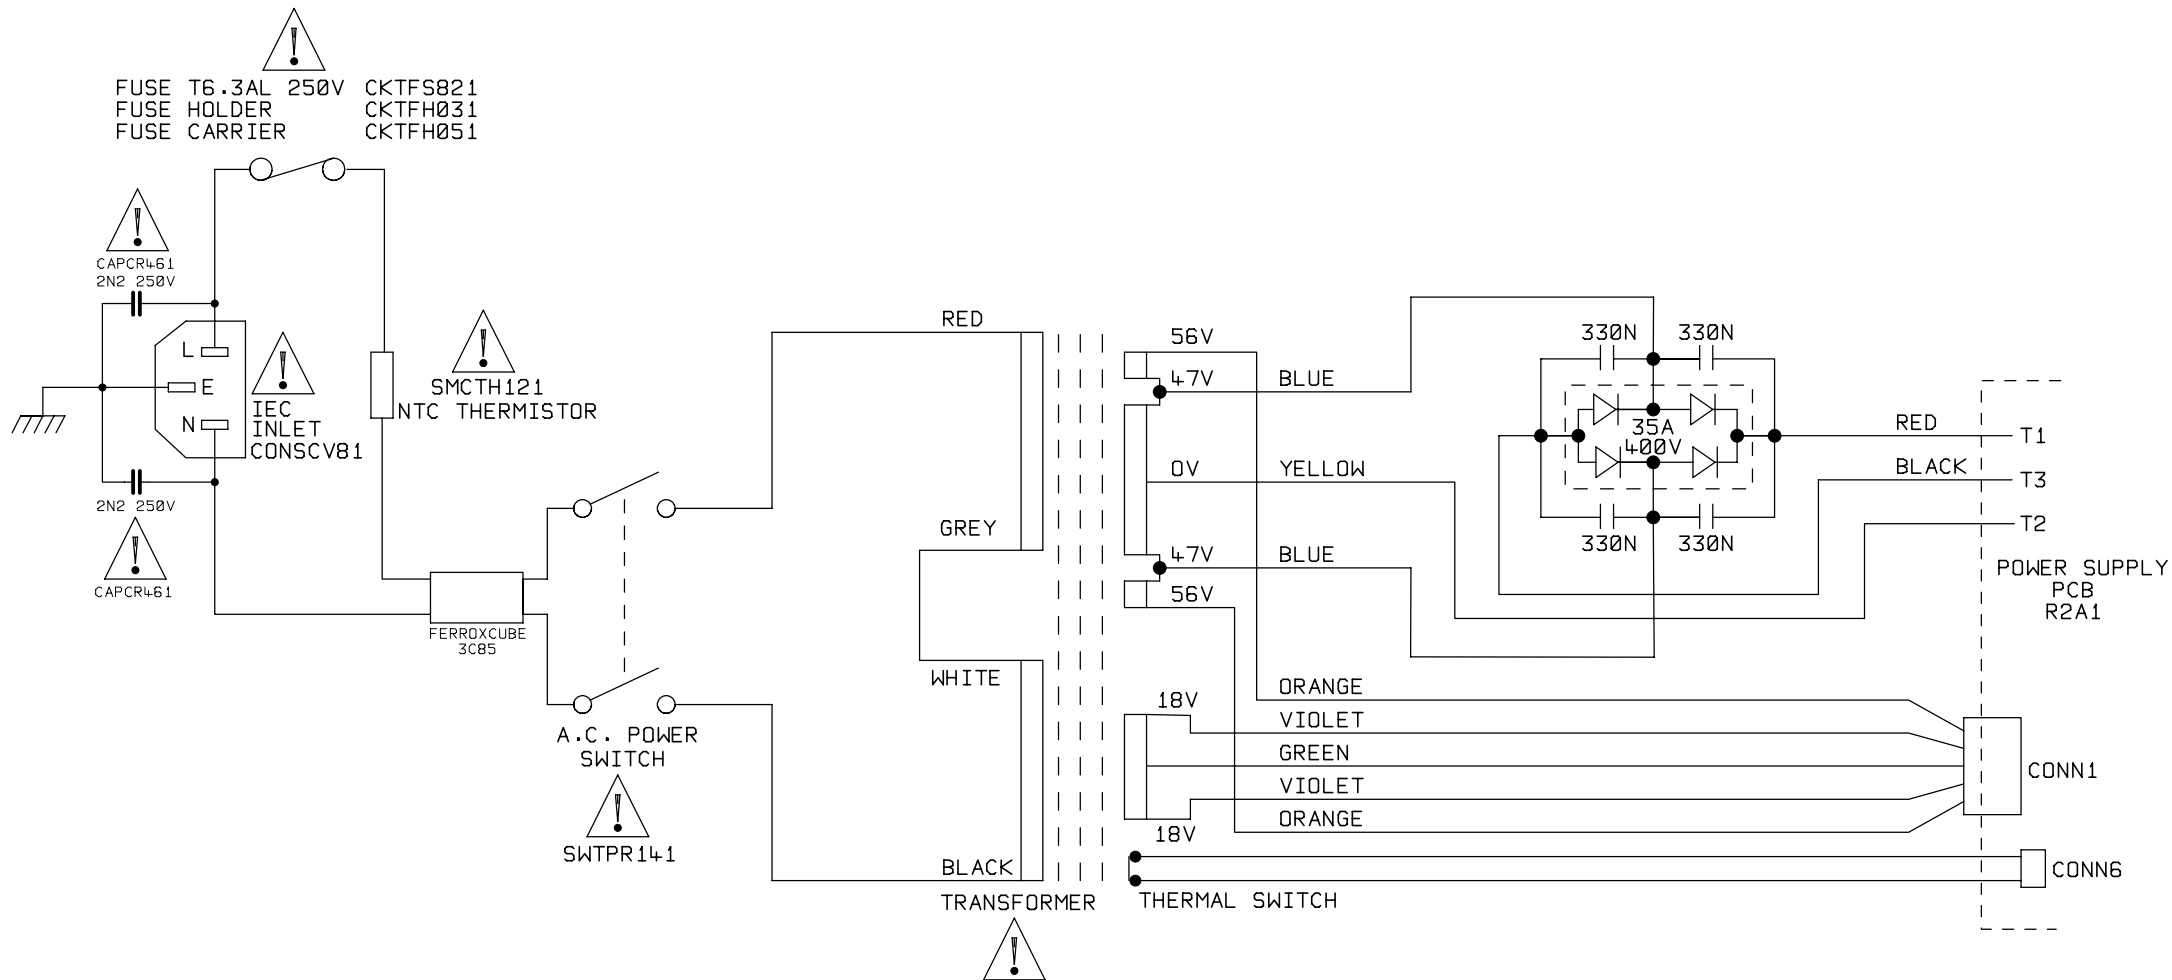 FUSE T6.3AL 250V CKTFS821
FUSE HOLDER CKTFH031
FUSE CARRIER CKTFH051
CAPCR461
2N2 250V
L
E
N
IEC
INLET
CONSCV81
2N2 250V
CAPCR461
SMCTH121
NTC THERMISTOR
FERROXCUBE
3C85
A.C. POWER
SWITCH
SWTPR141
RED
GREY
WHITE
BLACK
TRANSFORMER
56V
47V BLUE
0V YELLOW
47V BLUE
56V
18V
18V
ORANGE
VIOLET
GREEN
VIOLET
ORANGE
THERMAL SWITCH
330N 330N
35A
400V
330N 330N
RED T1
BLACK T3
T2
POWER SUPPLY
PCB
R2A1
CONN1
CONN6